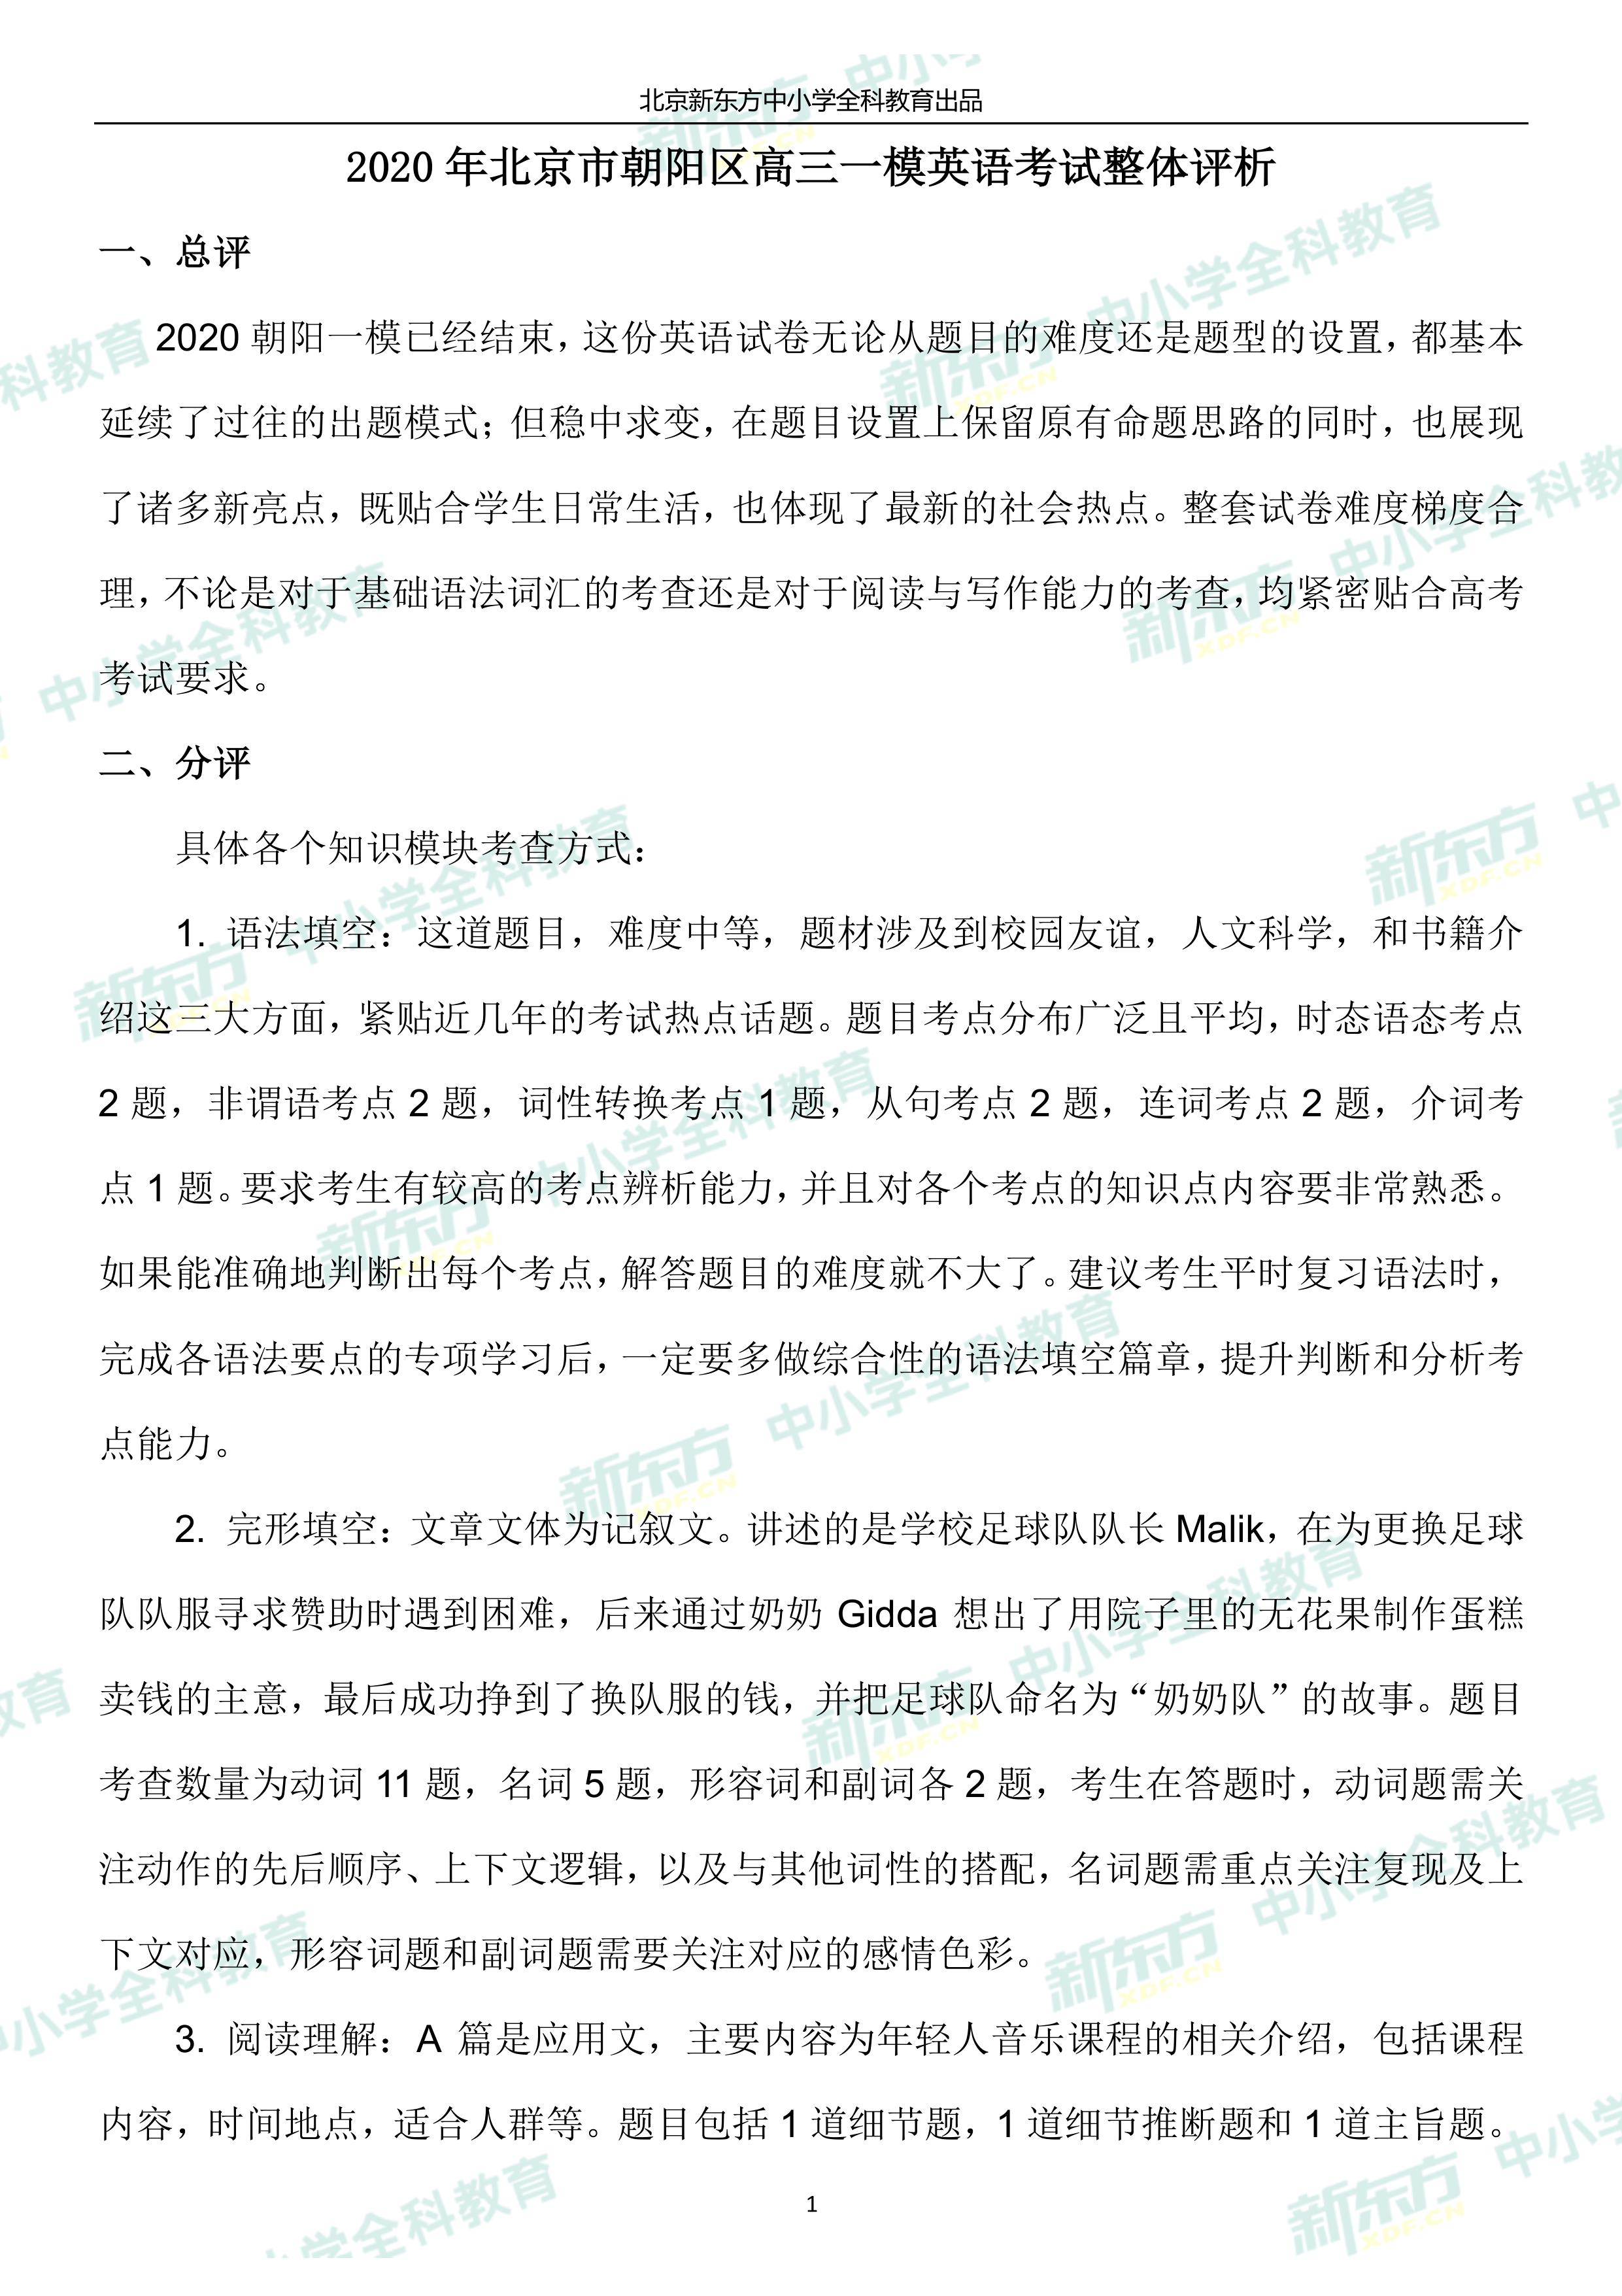 北京新东方中小学全科教育出品
2020 年北京市朝阳区高三一模英语考试整体评析
一、总评
2020 朝阳一模已经结束，这份英语试卷无论从题目的难度还是题型的设置，都基本
延续了过往的出题模式；但稳中求变，在题目设置上保留原有命题思路的同时，也展现
了诸多新亮点，既贴合学生日常生活，也体现了最新的社会热点。整套试卷难度梯度合
理，不论是对于基础语法词汇的考查还是对于阅读与写作能力的考查，均紧密贴合高考
考试要求。
二、分评
具体各个知识模块考查方式：
1. 语法填空：这道题目，难度中等，题材涉及到校园友谊，人文科学，和书籍介
绍这三大方面，紧贴近几年的考试热点话题。题目考点分布广泛且平均，时态语态考点
2 题，非谓语考点 2 题，词性转换考点 1 题，从句考点 2 题，连词考点 2 题，介词考
点 1 题。要求考生有较高的考点辨析能力，并且对各个考点的知识点内容要非常熟悉。
如果能准确地判断出每个考点，解答题目的难度就不大了。建议考生平时复习语法时，
完成各语法要点的专项学习后，一定要多做综合性的语法填空篇章，提升判断和分析考
点能力。
2. 完形填空：文章文体为记叙文。讲述的是学校足球队队长 Malik，在为更换足球
队队服寻求赞助时遇到困难，后来通过奶奶 Gidda 想出了用院子里的无花果制作蛋糕
卖钱的主意，最后成功挣到了换队服的钱，并把足球队命名为“奶奶队”的故事。题目
考查数量为动词 11 题，名词 5 题，形容词和副词各 2 题，考生在答题时，动词题需关
注动作的先后顺序、上下文逻辑，以及与其他词性的搭配，名词题需重点关注复现及上
下文对应，形容词题和副词题需要关注对应的感情色彩。
3. 阅读理解：A 篇是应用文，主要内容为年轻人音乐课程的相关介绍，包括课程
内容，时间地点，适合人群等。题目包括 1 道细节题，1 道细节推断题和 1 道主旨题。
1